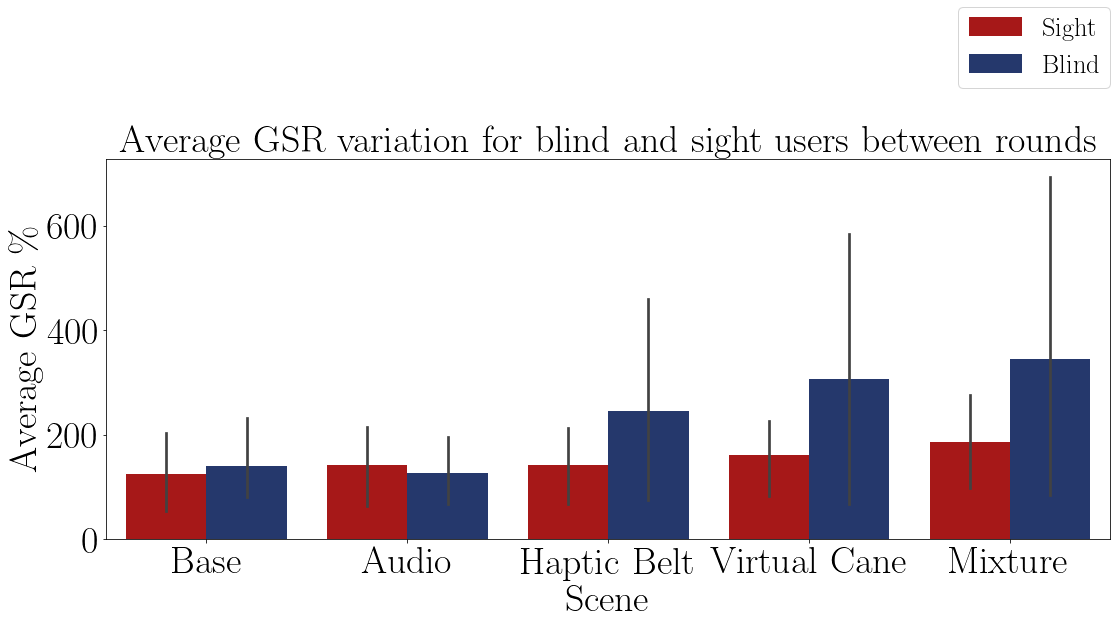 Sight
Blind
Average GSR variation for blind and sight users between rounds
Average GSR %
600
400
200
0
Base Audio Haptic Belt Virtual Cane Mixture
Scene